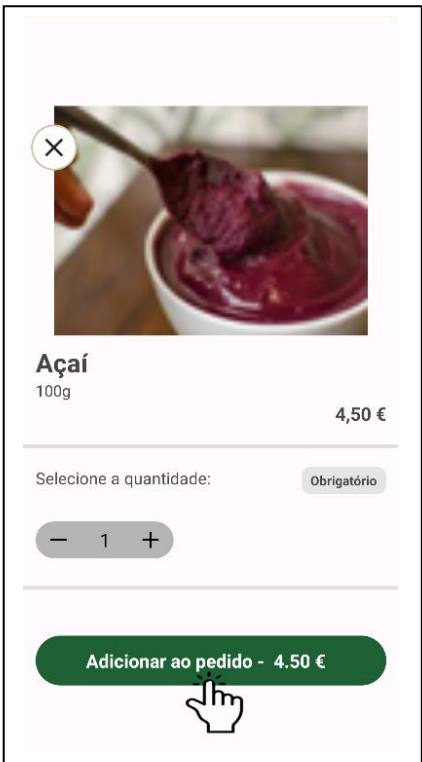 Açaí
100g
4,50 €
Selecione a quantidade:
Obrigatório
1
Adicionar ao pedido - 4.50 €